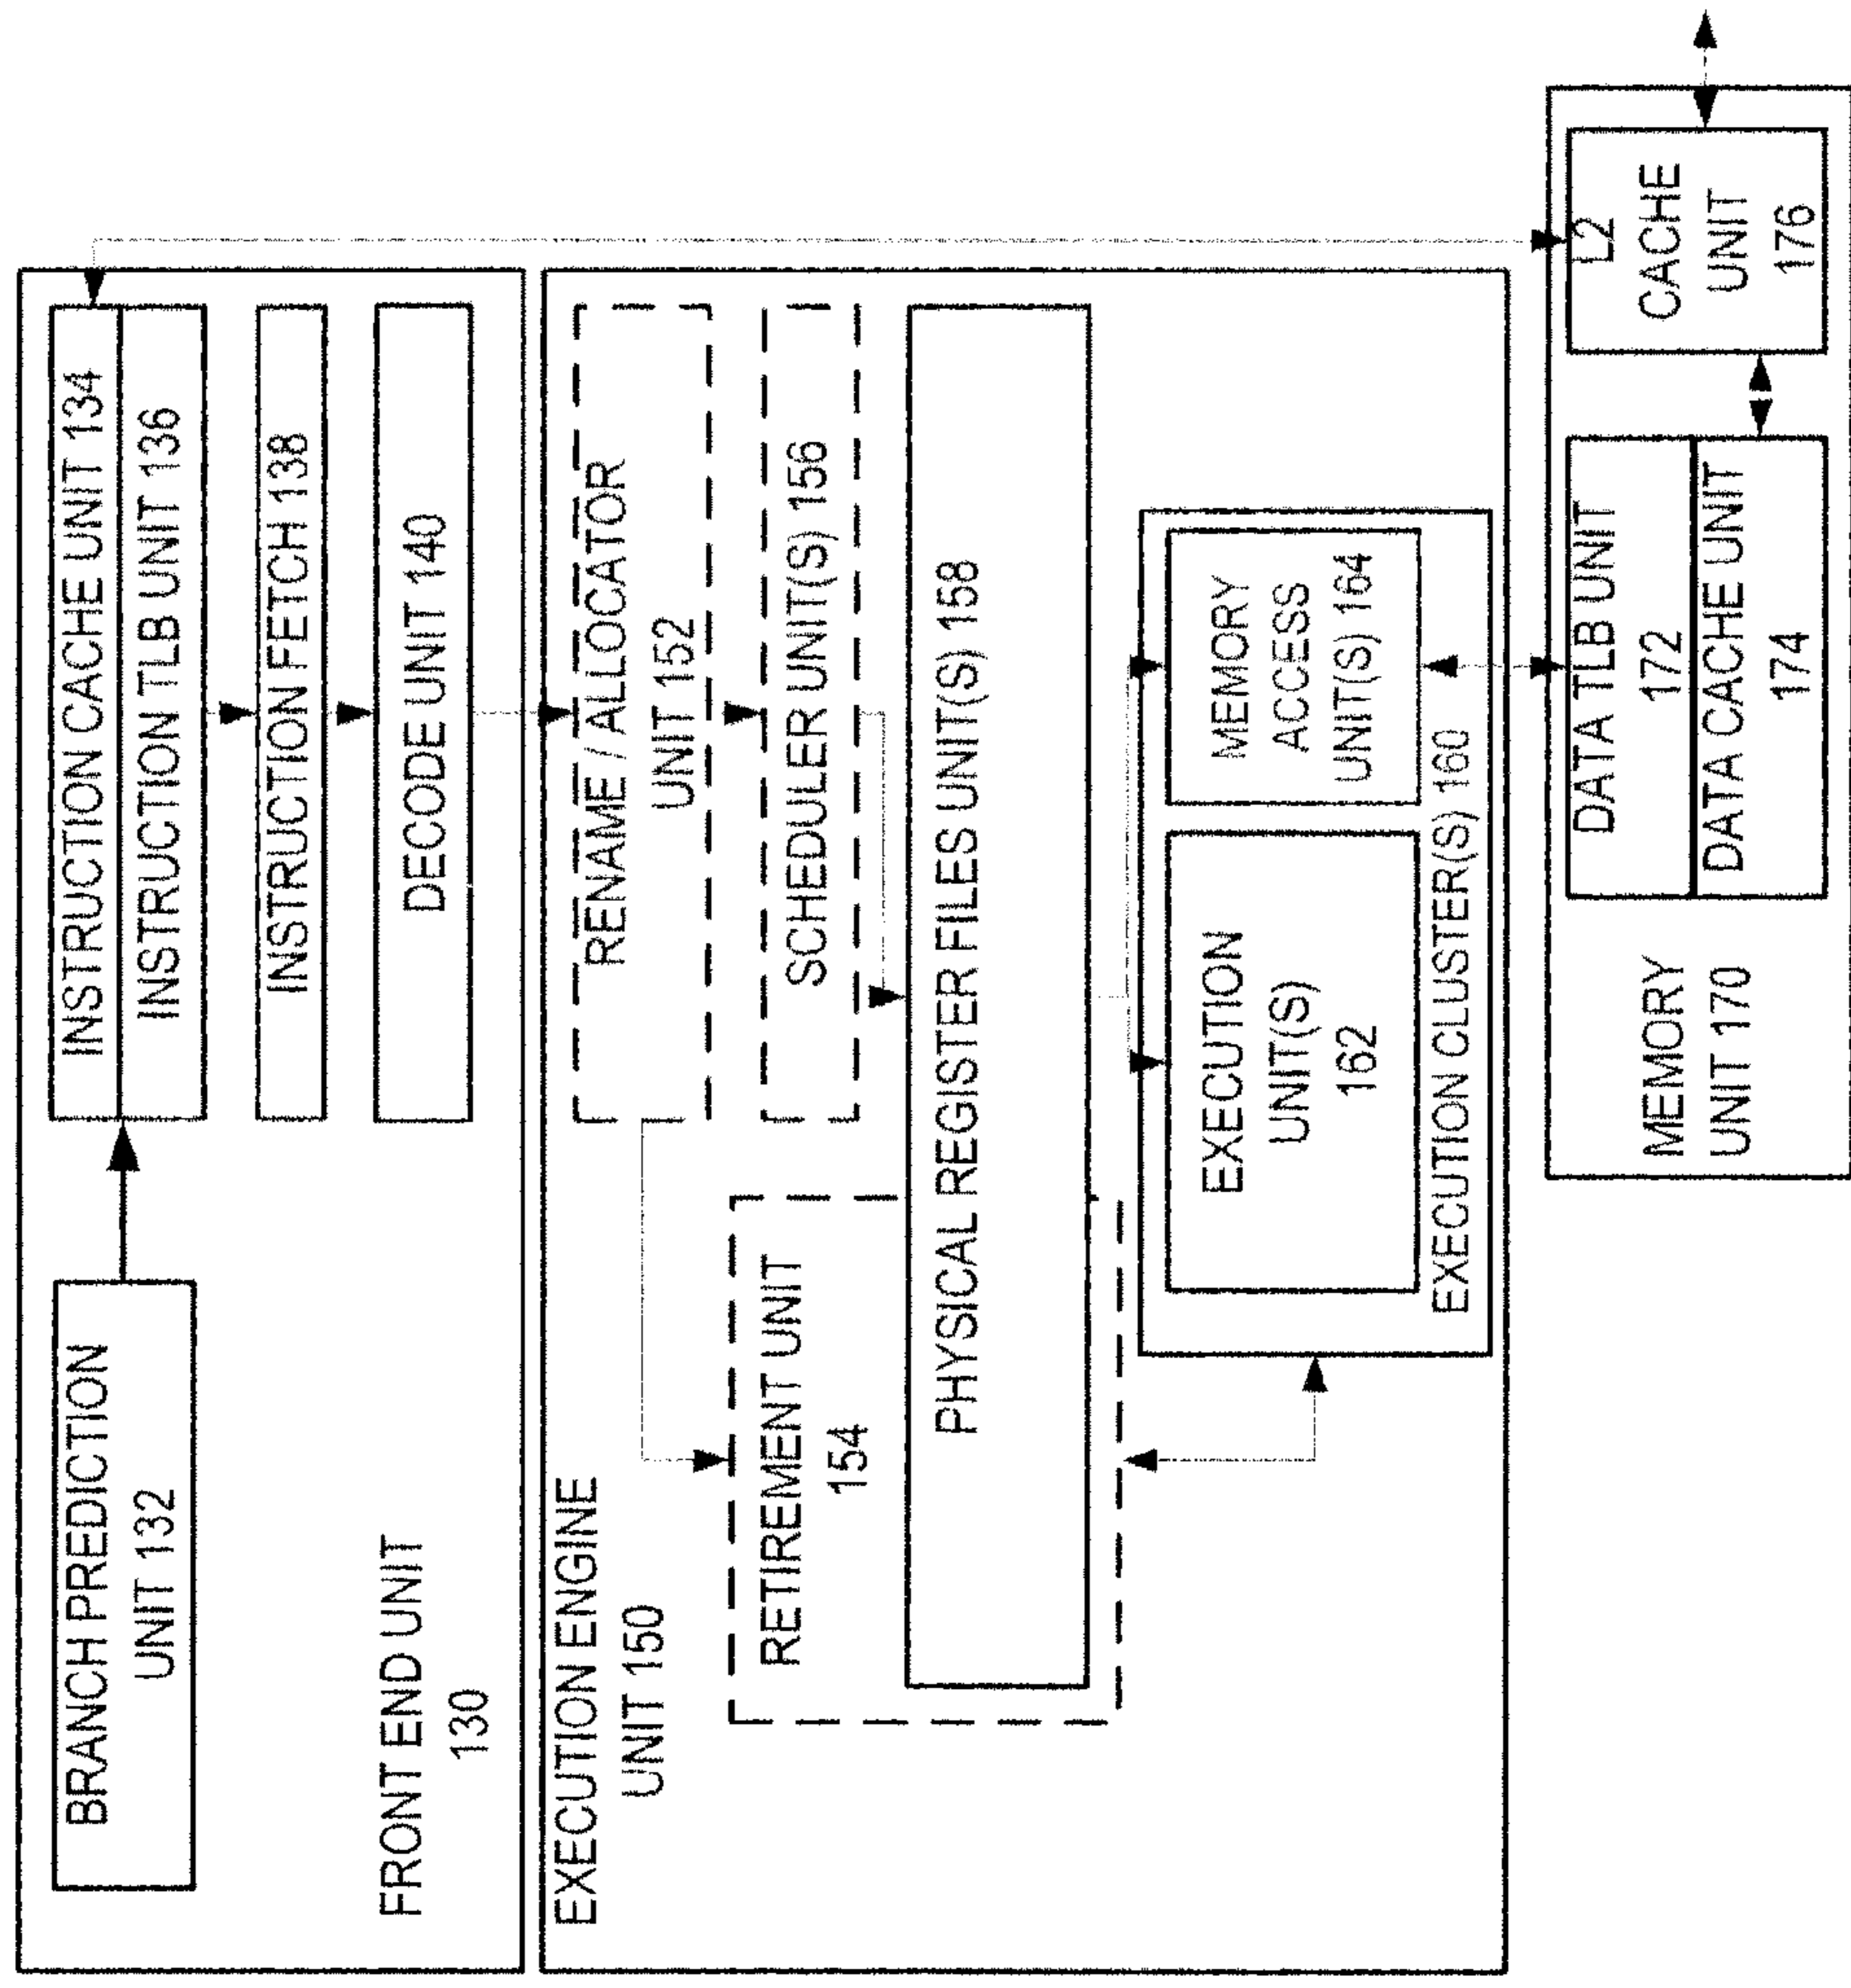 BRANCH PREDICTION
UNIT 132
INSTRUCTION CACHE UNIT 134
INSTRUCTION TLB UNIT 136
INSTRUCTION FETCH 138
FRONT END UNIT
130
DECODE UNIT 140
EXECUTION ENGINE
UNIT 150
RENAME / ALLOCATOR
UNIT 152
RETIREMENT UNIT
154
SCHEDULER UNIT(S) 156
PHYSICAL REGISTER FILES UNIT(S) 158
EXECUTION
UNIT(S)
162
MEMORY
ACCESS
UNIT(S) 164
EXECUTION CLUSTER(S) 160
MEMORY
UNIT 170
DATA TLB UNIT
172
DATA CACHE UNIT
174
L2
CACHE
UNIT
176